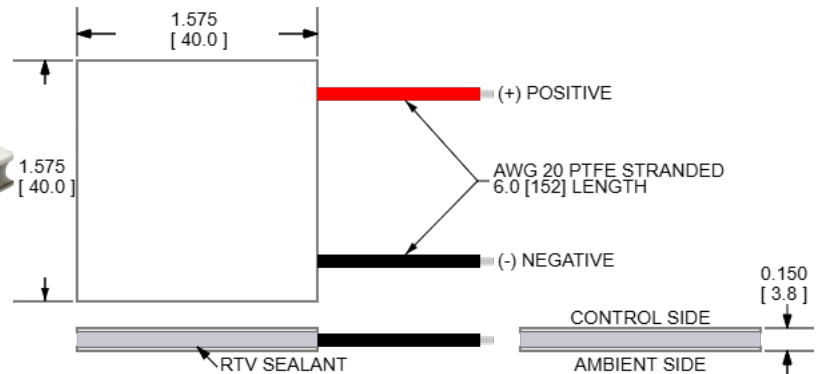 1.575
[ 40.0 ]
(+) POSITIVE
1.575
[ 40.0 ]
AWG 20 PTFE STRANDED
6.0 [152] LENGTH
(-) NEGATIVE
0.150
[ 3.8 ]
CONTROL SIDE
RTV SEALANT
AMBIENT SIDE